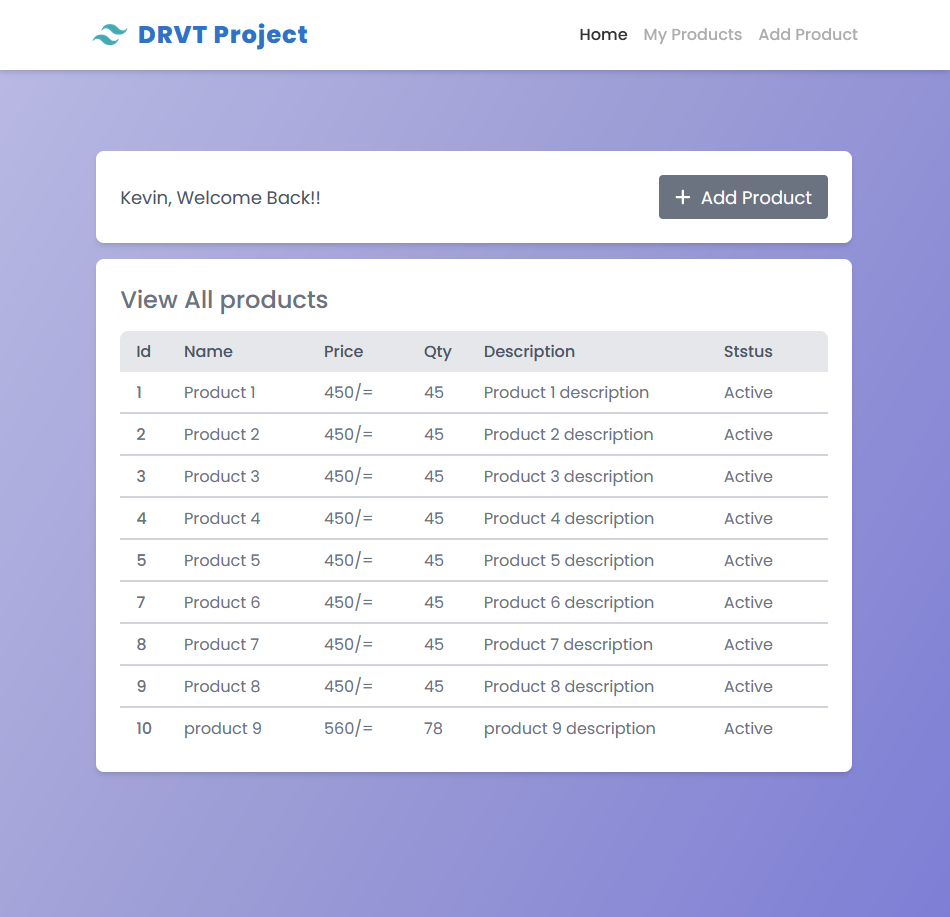 DRVT Project Home My Products Add Product
Kevin, Welcome Back!! + Add Product
View All products
Id Name Price Qty Description Ststus
1 Product 1 450/= 45 Product 1 description Active
2 Product 2 450/= 45 Product 2 description Active
3 Product 3 450/= 45 Product 3 description Active
4 Product 4 450/= 45 Product 4 description Active
5 Product 5 450/= 45 Product 5 description Active
7 Product 6 450/= 45 Product 6 description Active
8 Product 7 450/= 45 Product 7 description Active
9 Product 8 450/= 45 Product 8 description Active
10 product 9 560/= 78 product 9 description Active